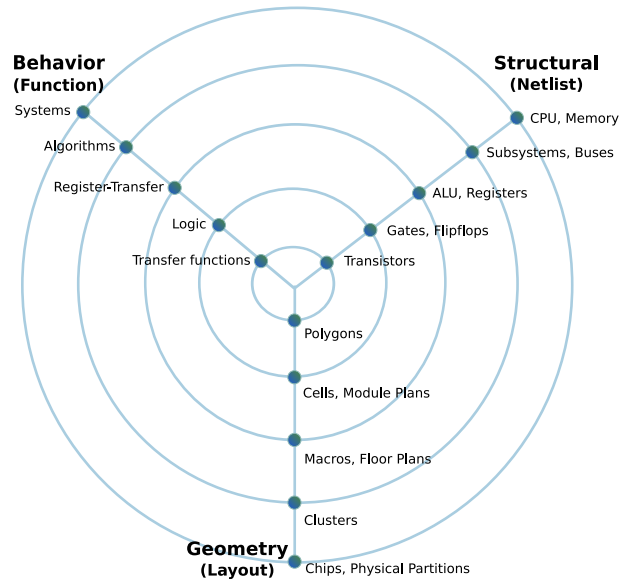 Behavior
(Function)
Structural
(Netlist)
Systems
CPU, Memory
Algorithms
Subsystems, Buses
Register-Transfer
ALU, Registers
Logic
Gates, Flipflops
Transfer functions
Transistors
Polygons
Cells, Module Plans
Macros, Floor Plans
Clusters
Geometry
(Layout)
Chips, Physical Partitions